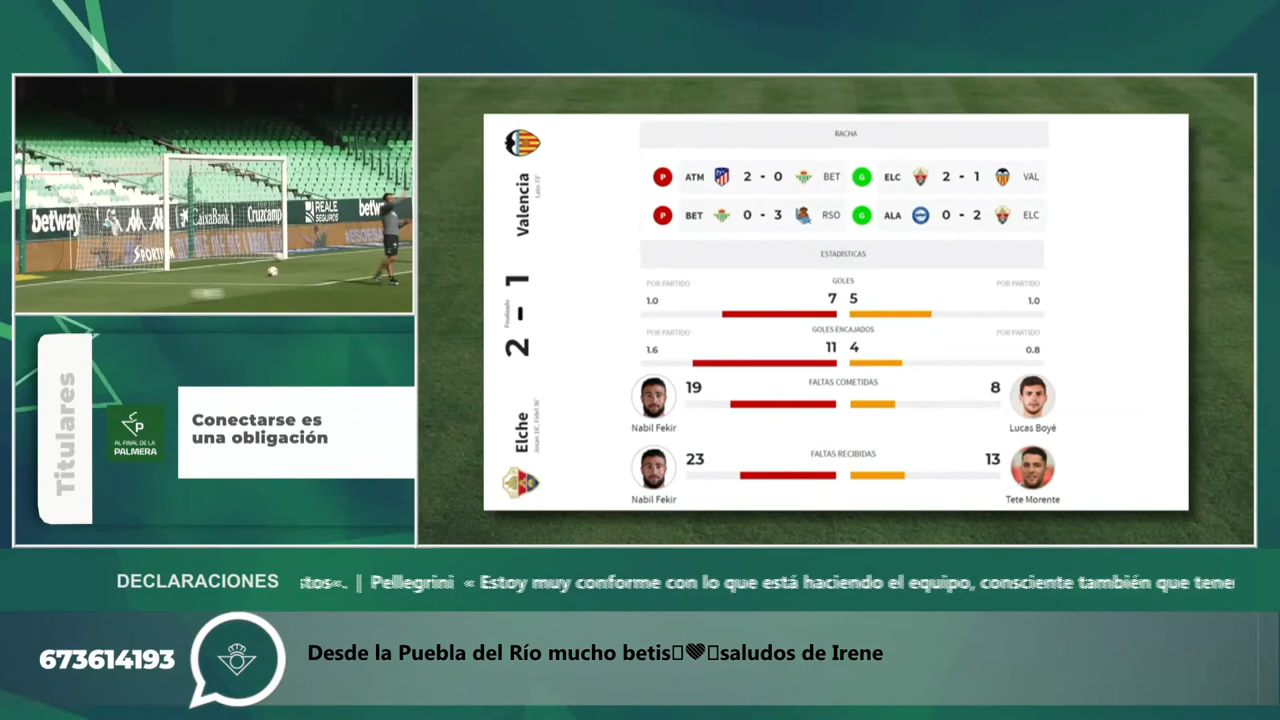 betway
CaixaBank
Cruzcampo
REALE
SEGUROS
betw
SPORTIUM
Titulares
P
AL FINAL DE LA
PALMERA
Conectarse es
una obligación
Valencia
2 - 1
Finalizado
Elche
RACHA
P ATM 2 - 0 BET G ELC 2 - 1 VAL
P BET 0 - 3 RSO G ALA 0 - 2 ELC
ESTADISTICAS
GOLES
POR PARTIDO 7 5 POR PARTIDO
1.0 1.0
GOLES ENCAJADOS
POR PARTIDO 11 4 POR PARTIDO
1.6 0.8
19 FALTAS COMETIDAS 8
Nabil Fekir Lucas Boyé
23 FALTAS RECIBIDAS 13
Nabil Fekir Tete Morente
DECLARACIONES stos«. | Pellegrini « Estoy muy conforme con lo que está haciendo el equipo, consciente también que tene
673614193 Desde la Puebla del Río mucho betis saludos de Irene